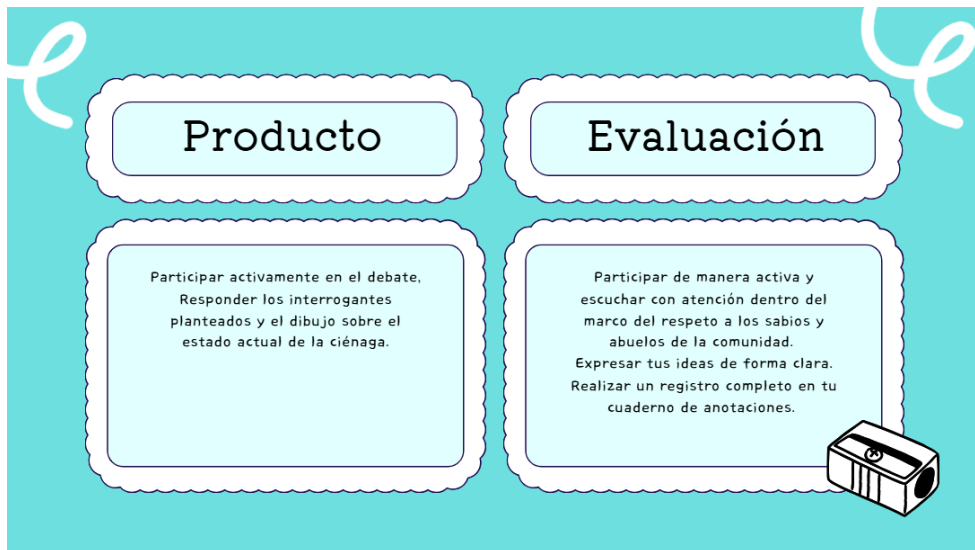 Producto
Evaluación
Participar activamente en el debate,
Responder los interrogantes
planteados y el dibujo sobre el
estado actual de la ciénaga.
Participar de manera activa y
escuchar con atención dentro del
marco del respeto a los sabios y
abuelos de la comunidad.
Expresar tus ideas de forma clara.
Realizar un registro completo en tu
cuaderno de anotaciones.